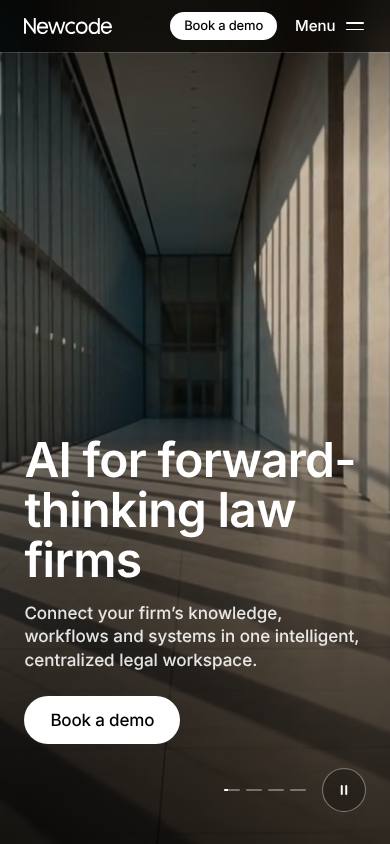 Newcode
Book a demo
Menu
AI for forward-
thinking law
firms
Connect your firm’s knowledge,
workflows and systems in one intelligent,
centralized legal workspace.
Book a demo